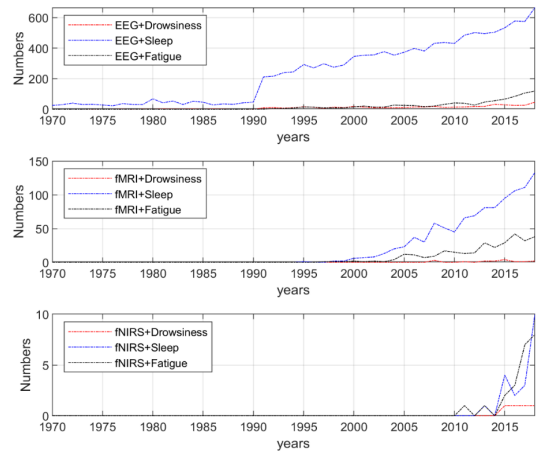 600
400
200
0
Numbers
EEG+Drowsiness
EEG+Sleep
EEG+Fatigue
1970 1975 1980 1985 1990 1995 2000 2005 2010 2015
years
150
100
50
0
Numbers
fMRI+Drowsiness
fMRI+Sleep
fMRI+Fatigue
1970 1975 1980 1985 1990 1995 2000 2005 2010 2015
years
10
5
0
Numbers
fNIRS+Drowsiness
fNIRS+Sleep
fNIRS+Fatigue
1970 1975 1980 1985 1990 1995 2000 2005 2010 2015
years